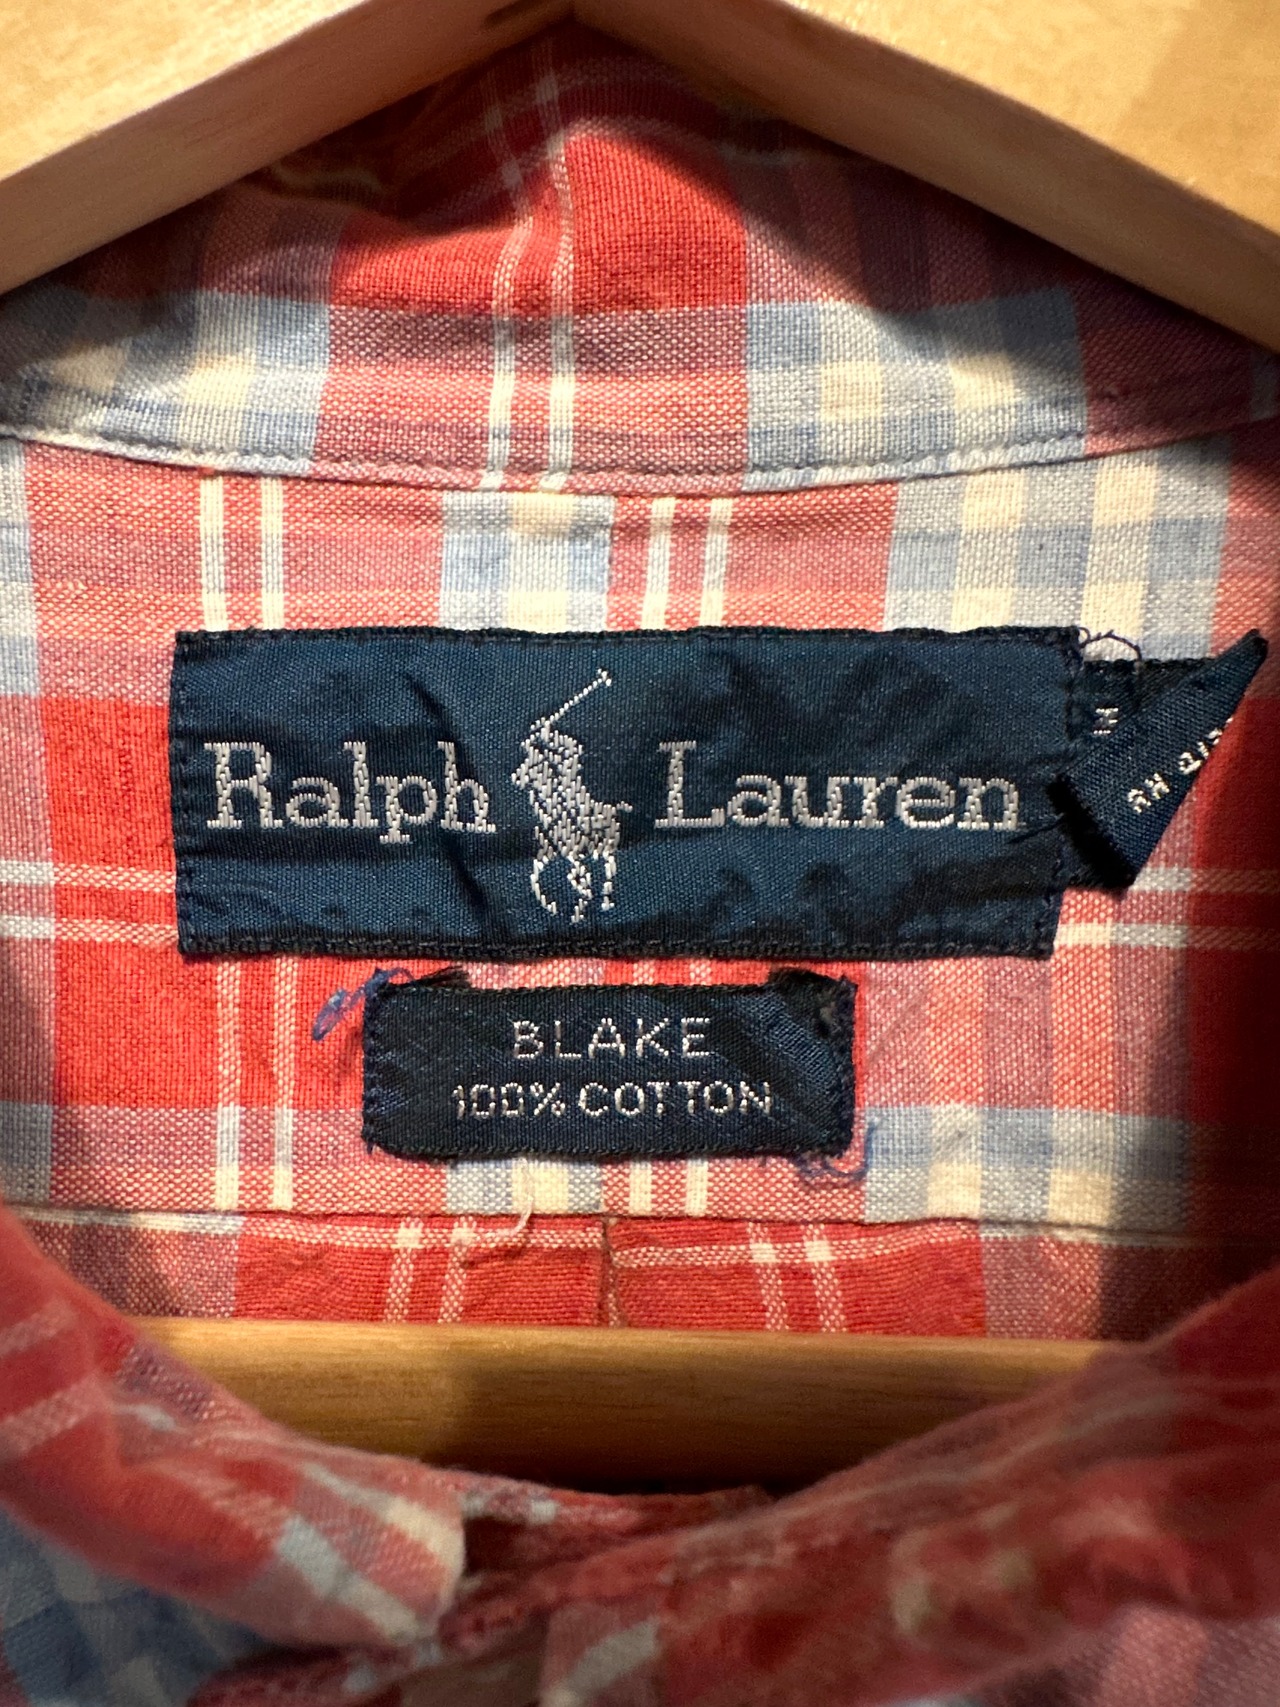 Ralph Lauren
BLAKE
100% COTTON